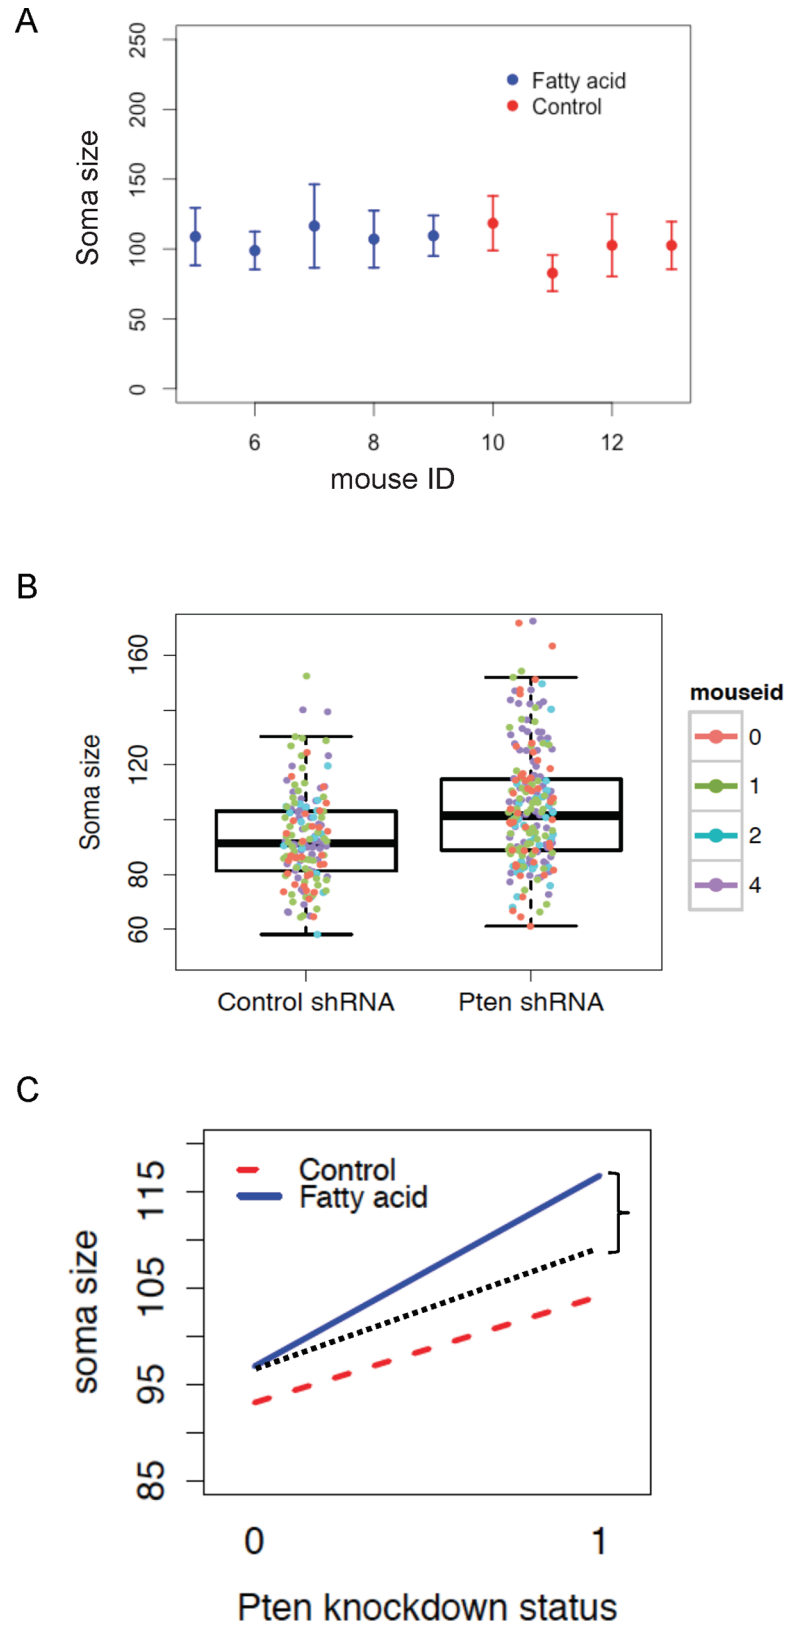 A
250
200
150
100
50
0
Soma size
Fatty acid
Control
6 8 10 12
mouse ID
B
160
120
80
60
Soma size
Control shRNA Pten shRNA
mouseid
0
1
2
4
C
115
105
95
85
soma size
Control
Fatty acid
0 1
Pten knockdown status